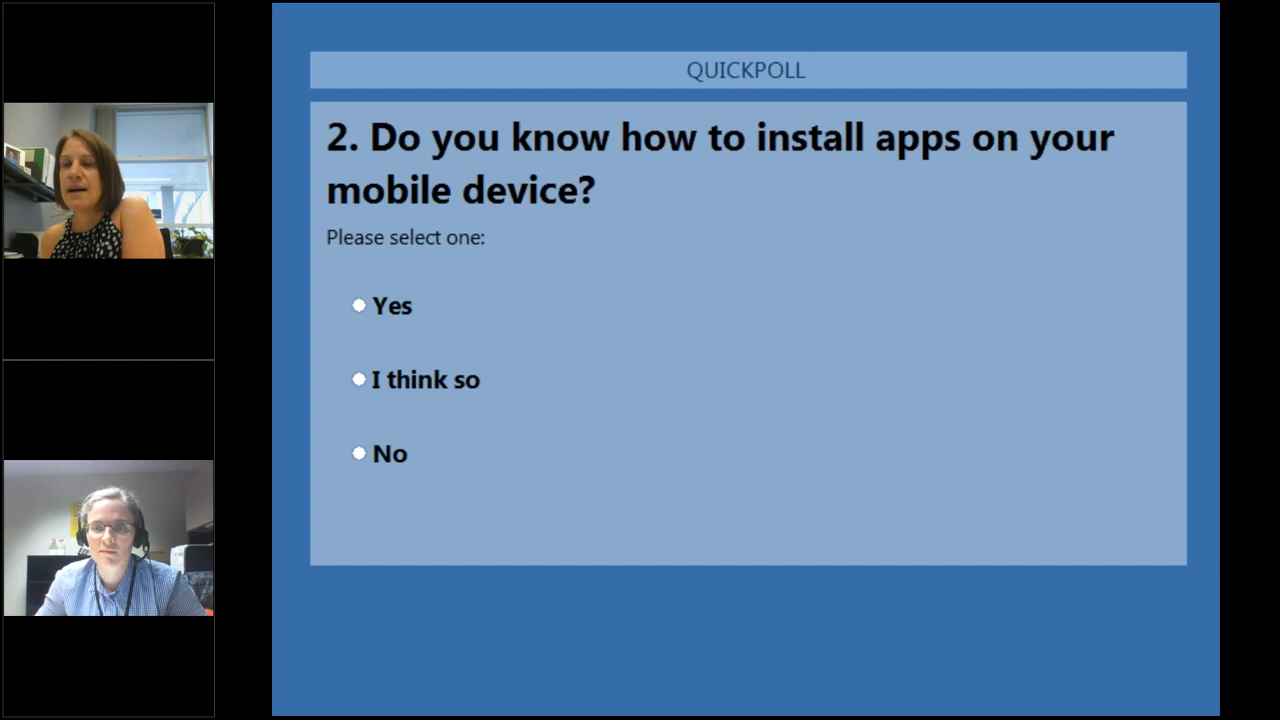 QUICKPOLL
2. Do you know how to install apps on your
mobile device?
Please select one:
Yes
I think so
No